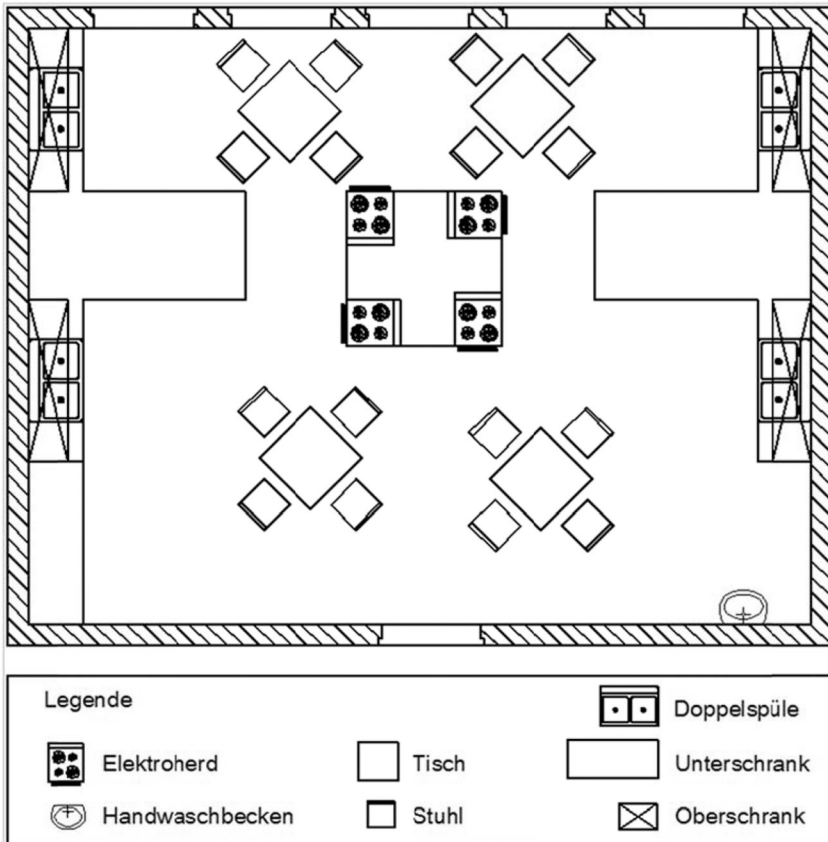 Legende
Doppelspüle
Elektroherd
Tisch
Unterschrank
Handwaschbecken
Stuhl
Oberschrank